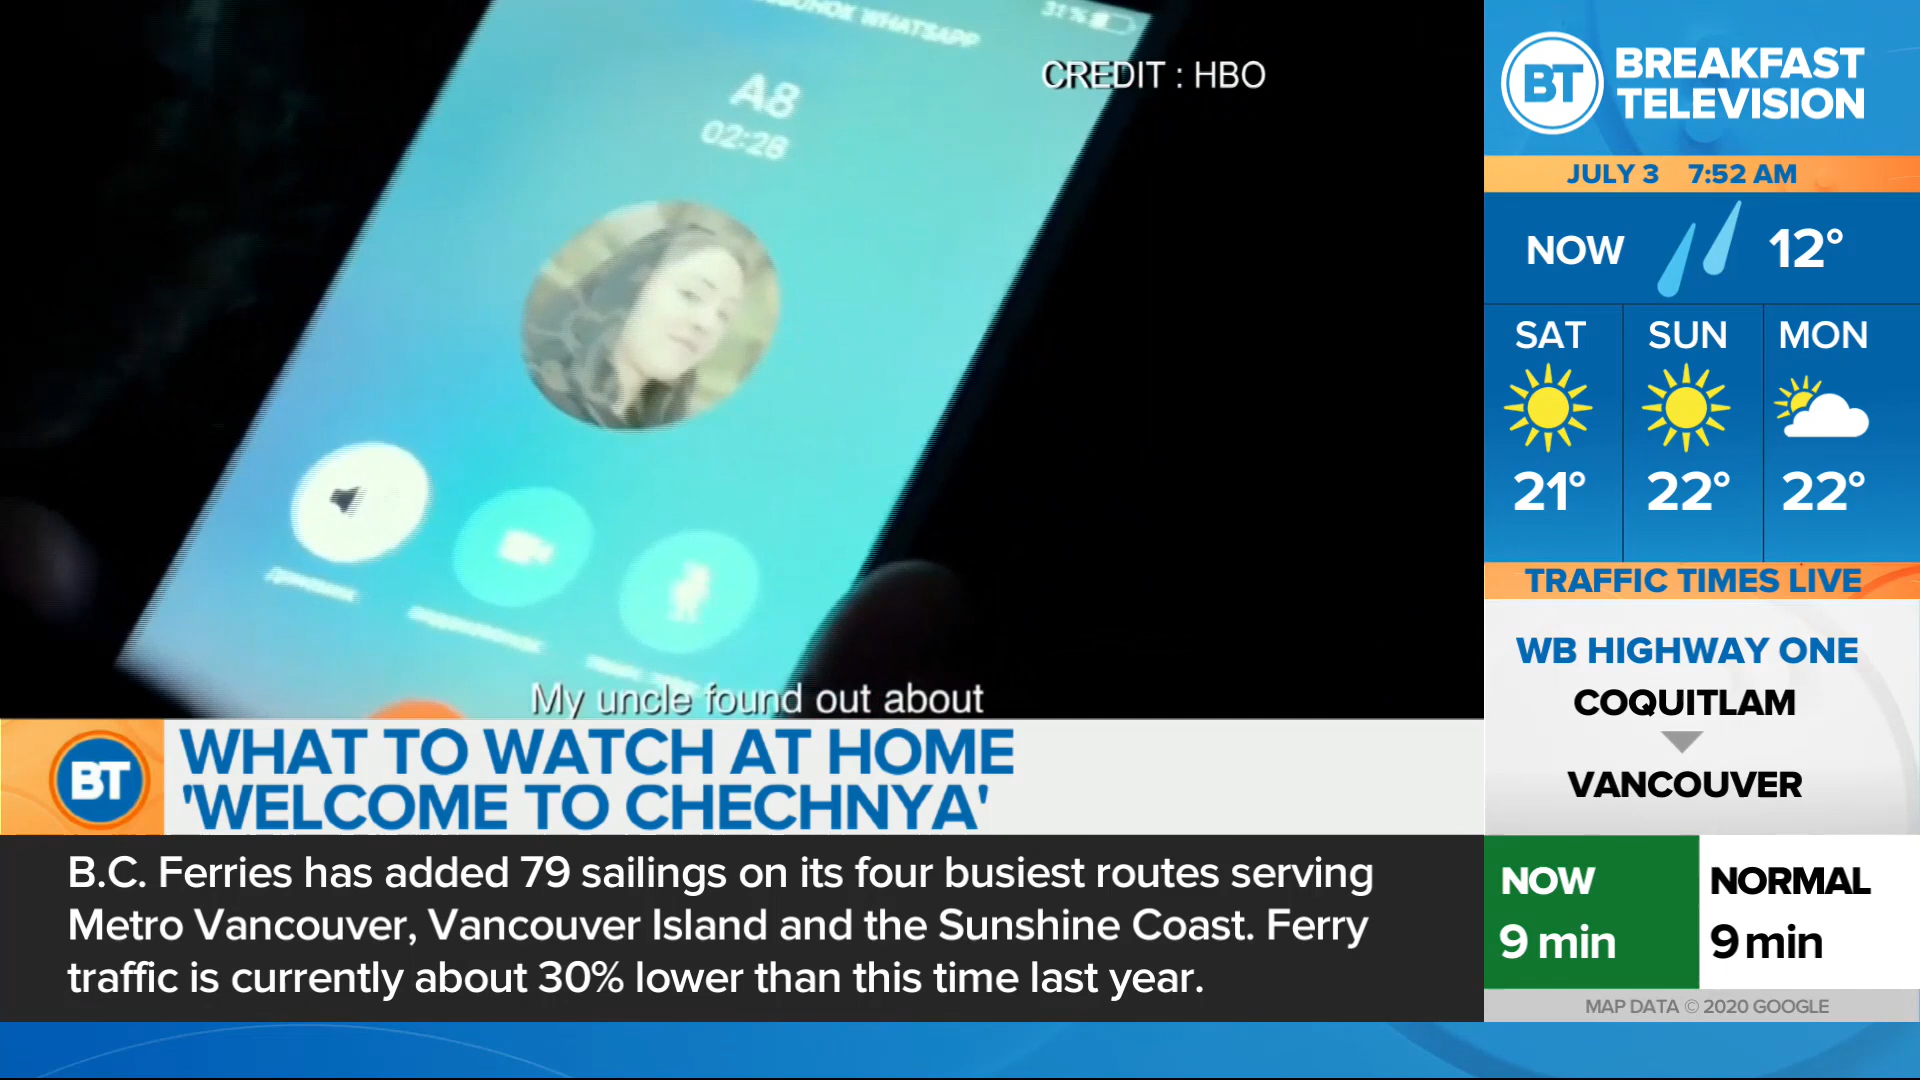 WHATSAPP
31%
A8
02:28
CREDIT : HBO
My uncle found out about
BT
WHAT TO WATCH AT HOME
'WELCOME TO CHECHNYA'
B.C. Ferries has added 79 sailings on its four busiest routes serving
Metro Vancouver, Vancouver Island and the Sunshine Coast. Ferry
traffic is currently about 30% lower than this time last year.
BT BREAKFAST
TELEVISION
JULY 3 7:52 AM
NOW 12°
SAT SUN MON
21° 22° 22°
TRAFFIC TIMES LIVE
WB HIGHWAY ONE
COQUITLAM
VANCOUVER
NOW NORMAL
9 min 9 min
MAP DATA © 2020 GOOGLE